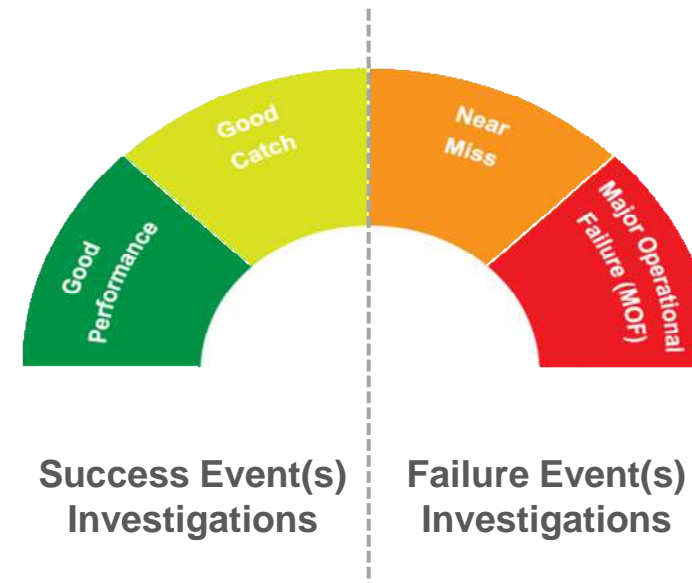 Good
Performance
Good
Catch
Near
Miss
Major Operational
Failure (MOF)
Success Event(s)
Investigations
Failure Event(s)
Investigations